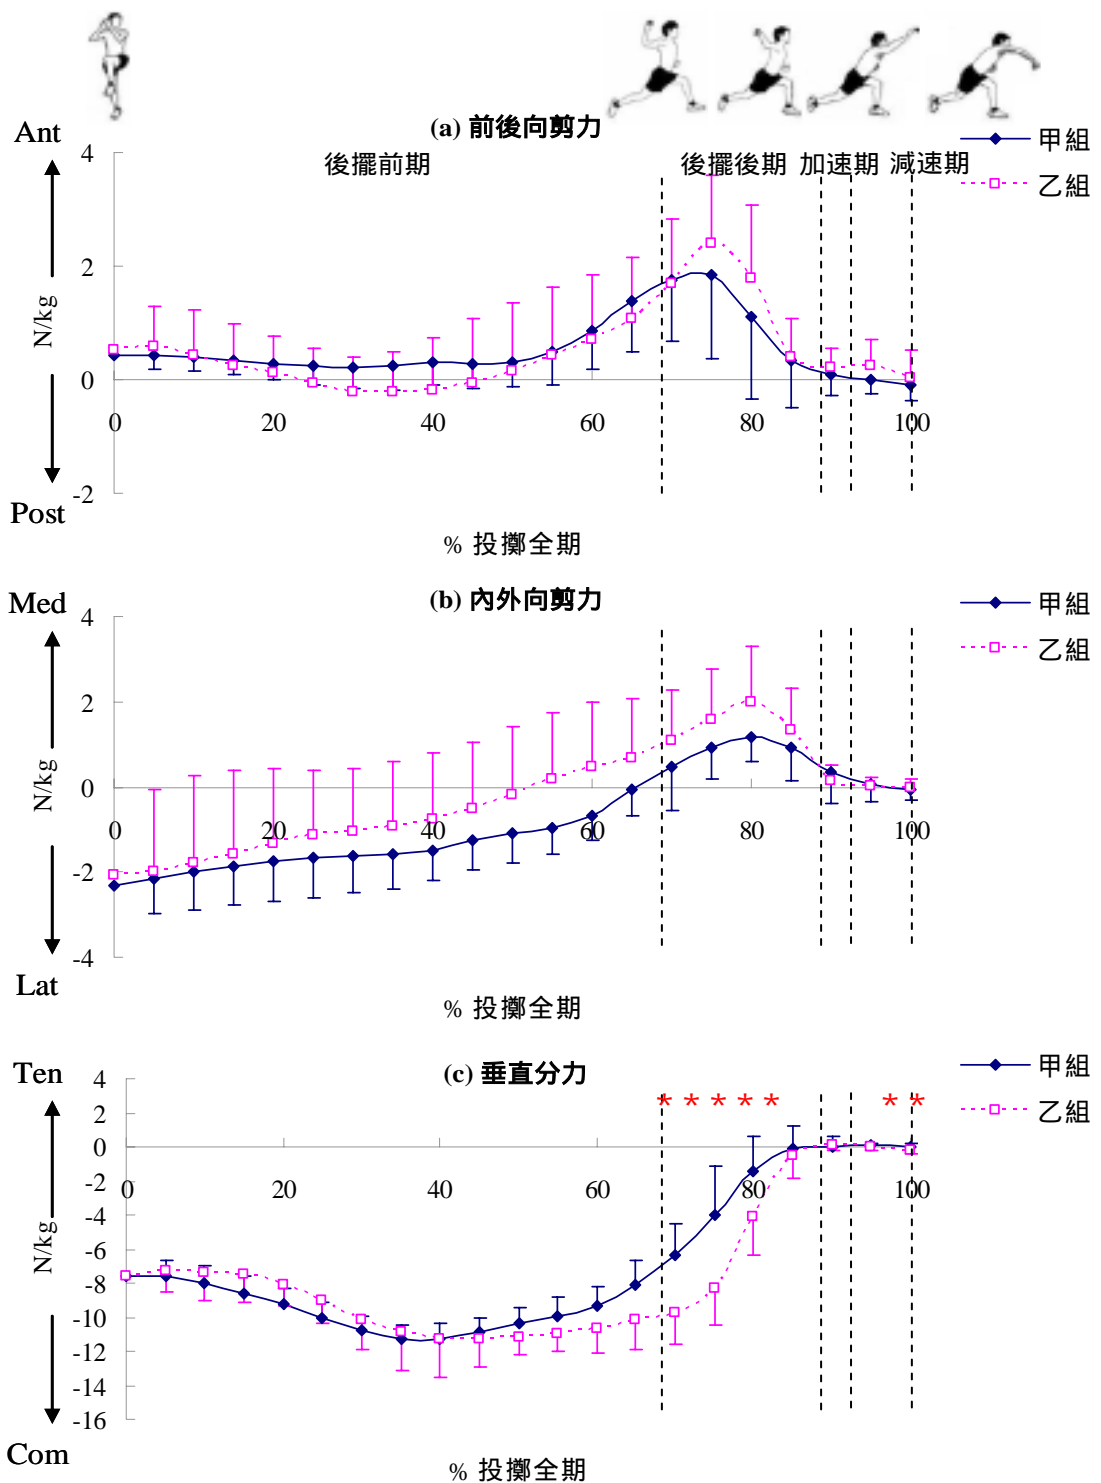 Ant
(a) 前後向剪力
甲組
乙組
後擺前期
後擺後期 加速期 減速期
4
2
0
-2
N/kg
0 20 40 60 80 100
Post
% 投擲全期
Med
(b) 內外向剪力
甲組
乙組
4
2
0
-2
-4
N/kg
0 20 40 60 80 100
Lat
% 投擲全期
Ten
(c) 垂直分力
甲組
乙組
* * * * * * *
4
2
0
-2
-4
-6
-8
-10
-12
-14
-16
N/kg
0 20 40 60 80 100
Com
% 投擲全期